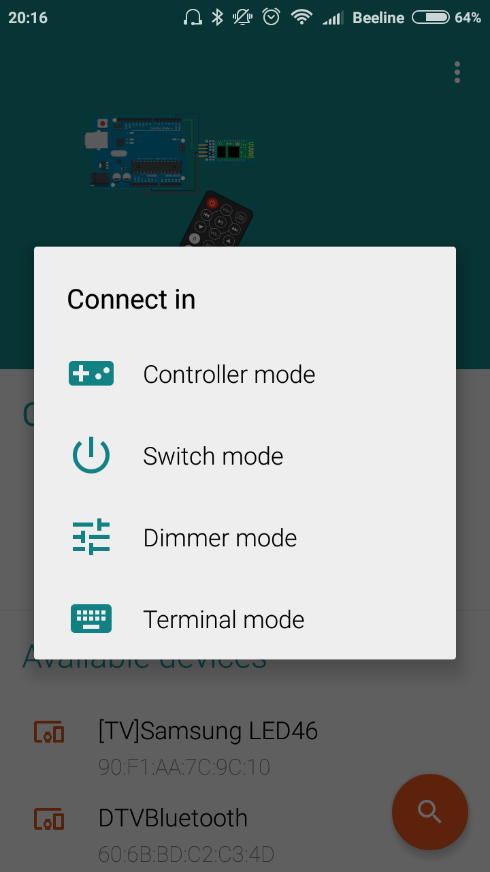 20:16 Beeline 64%
Connect in
Controller mode
Switch mode
Dimmer mode
Terminal mode
Available devices
[TV]Samsung LED46
90:F1:AA:7C:9C:10
DTVBluetooth
60:6B:BD:C2:C3:4D